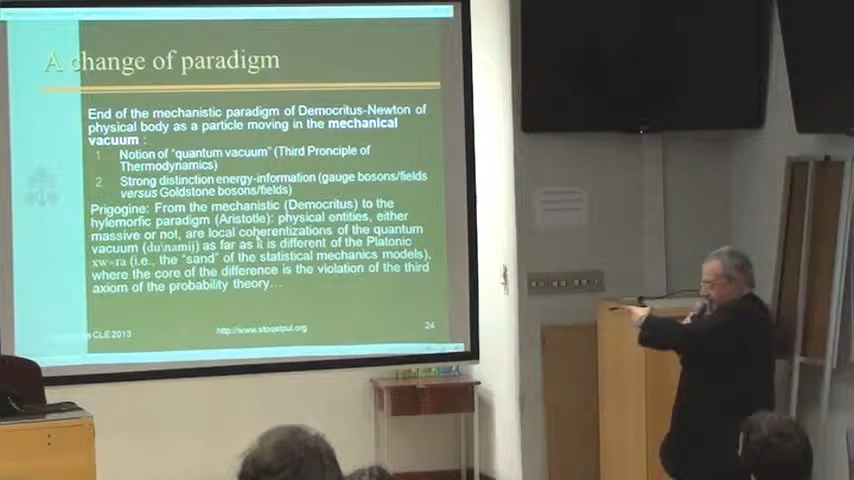 A change of paradigm
End of the mechanistic paradigm of Democritus-Newton of
physical body as a particle moving in the mechanical
vacuum :
1 Notion of “quantum vacuum” (Third Pronciple of
Thermodynamics)
2 Strong distinction energy-information (gauge bosons/fields
versus Goldstone bosons/fields)
Prigogine: From the mechanistic (Democritus) to the
hylemorfic paradigm (Aristotle): physical entities, either
massive or not, are local coherentizations of the quantum
vacuum (du\namij) as far as it is different of the Platonic
xw=ra (i.e., the “sand” of the statistical mechanics models),
where the core of the difference is the violation of the third
axiom of the probability theory…
CLE 2013
http://www.stoqatpul.org
24